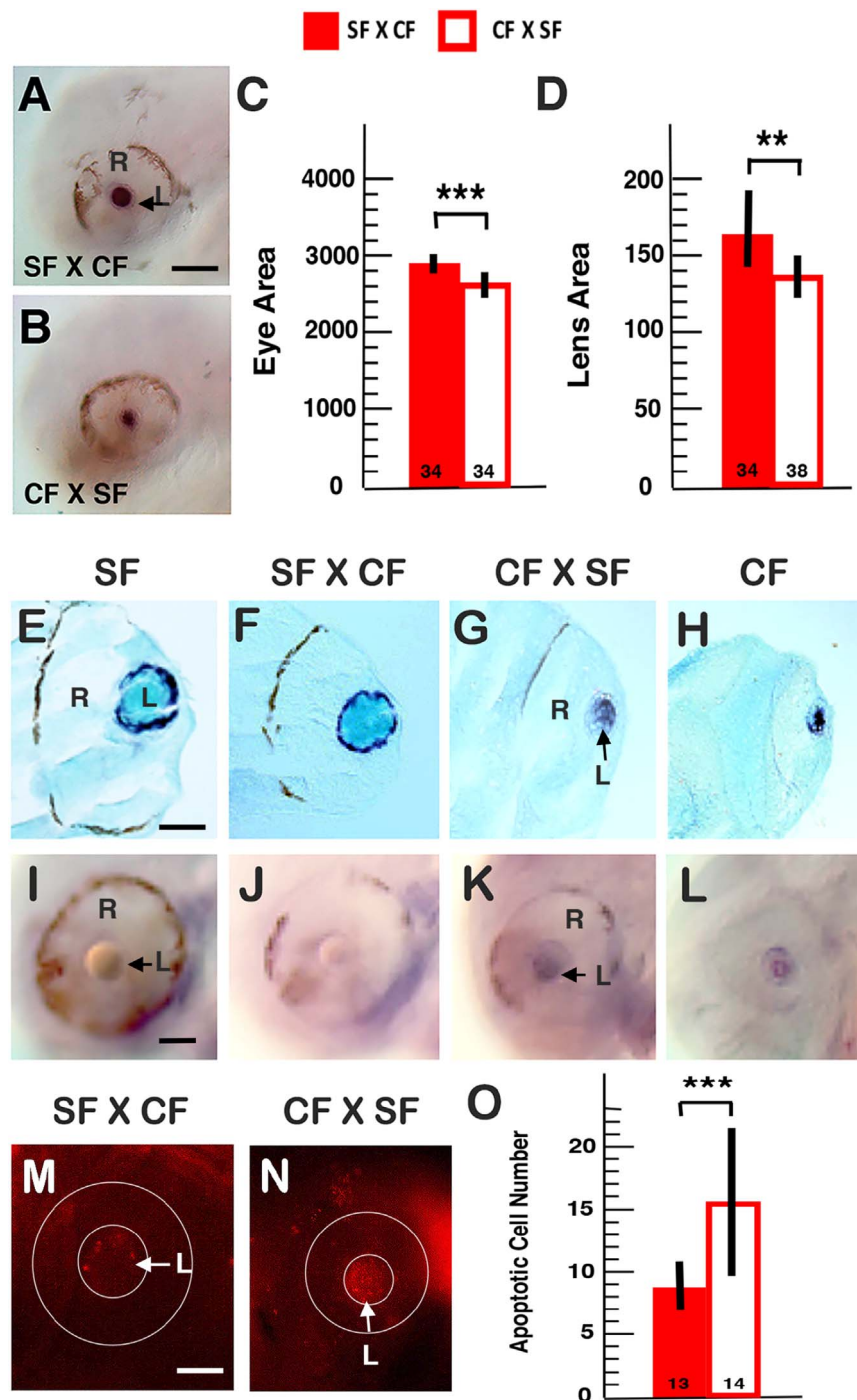 SF X CF CF X SF
A
R
L
SF X CF
B
CF X SF
C
Eye Area
4000
3000
2000
1000
0
***
34 34
D
Lens Area
200
150
100
50
0
**
34 38
SF SF X CF CF X SF CF
E
R L
F
G
R
L
H
I
R
L
J
K
R
L
L
SF X CF CF X SF
M
L
N
L
O
Apoptotic Cell Number
20
15
10
5
0
***
13 14